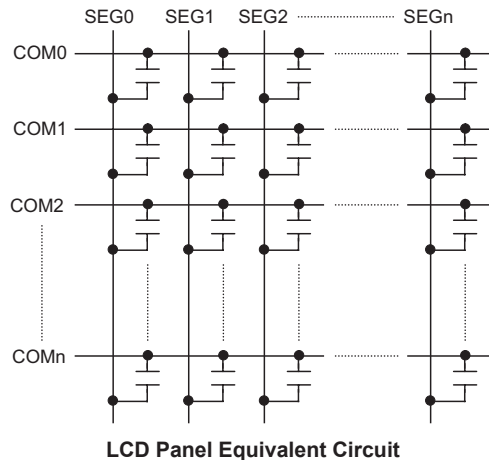 SEG0 SEG1 SEG2 SEGn
COM0
COM1
COM2
COMn
LCD Panel Equivalent Circuit